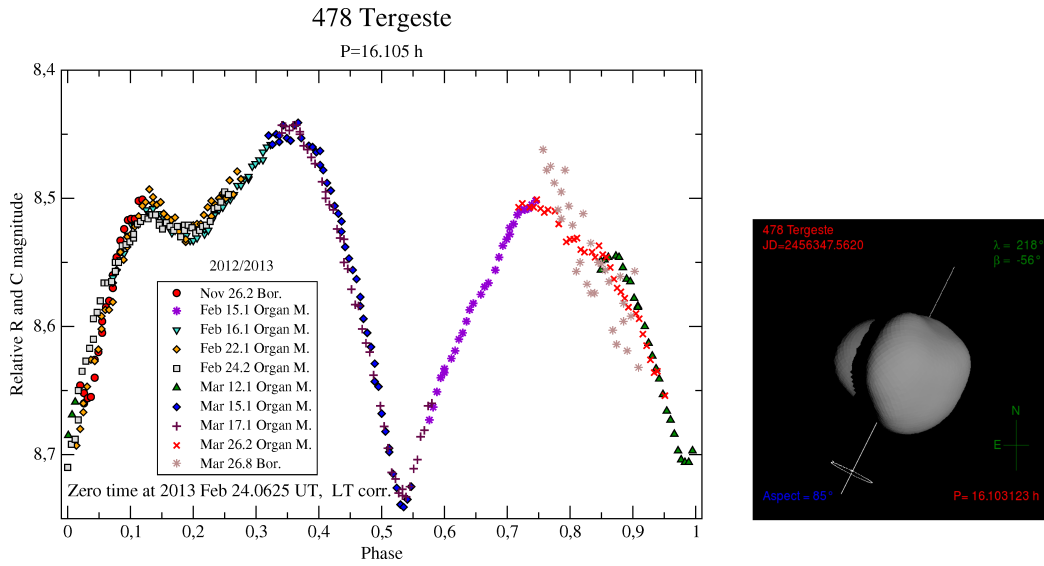 478 Tergeste
P=16.105 h
8,4
8,5
8,6
8,7
Relative R and C magnitude
2012/2013
Nov 26.2 Bor.
Feb 15.1 Organ M.
Feb 16.1 Organ M.
Feb 22.1 Organ M.
Feb 24.2 Organ M.
Mar 12.1 Organ M.
Mar 15.1 Organ M.
Mar 17.1 Organ M.
Mar 26.2 Organ M.
Mar 26.8 Bor.
Zero time at 2013 Feb 24.0625 UT, LT corr.
0 0,1 0,2 0,3 0,4 0,5 0,6 0,7 0,8 0,9 1
Phase
478 Tergeste
JD=2456347.5620
λ = 218°
β = -56°
N
E
Aspect = 85°
P= 16.103123 h